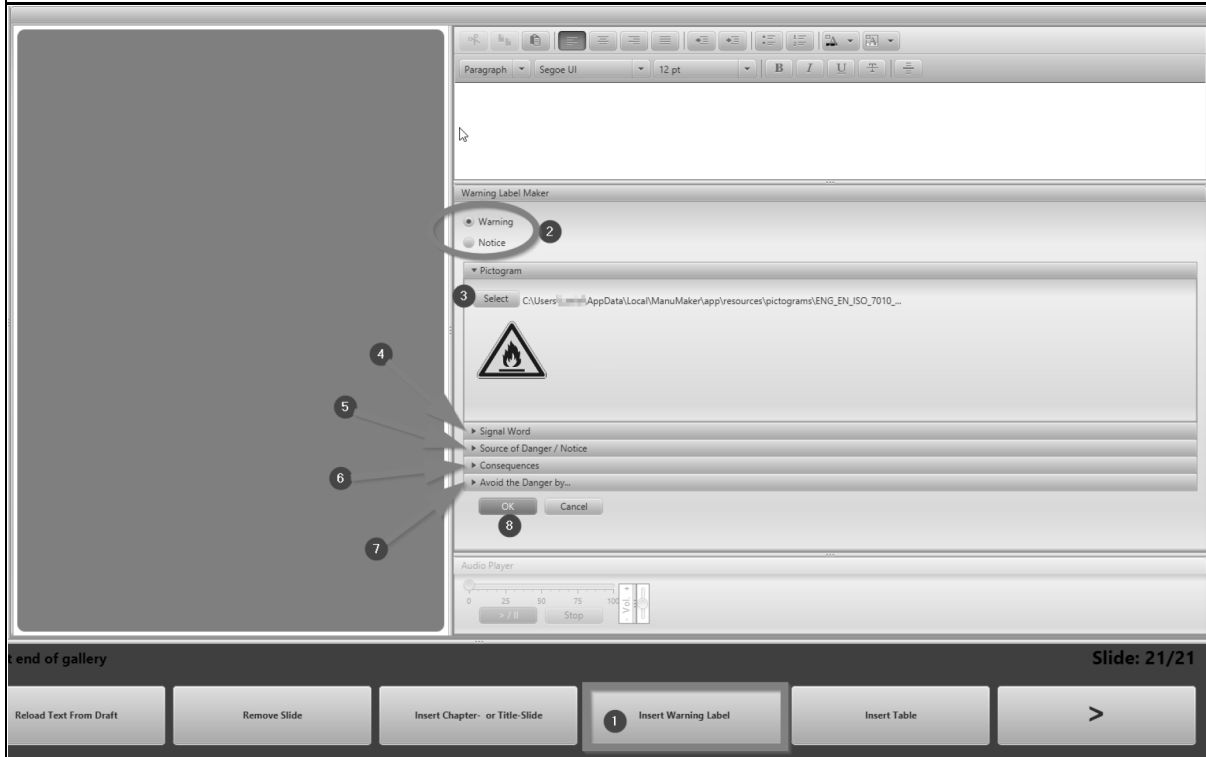 Paragraph Segoe UI 12 pt B I U T
Warning Label Maker
Warning
2
Notice
Pictogram
3 Select C:\Users\ \AppData\Local\ManuMaker\app\resources\pictograms\ENG_EN_ISO_7010_...
4
5
Signal Word
Source of Danger / Notice
6
Consequences
Avoid the Danger by...
OK Cancel
8
7
Audio Player
0 25 50 75 100
> / II Stop
- Vol. +
end of gallery Slide: 21/21
Reload Text From Draft Remove Slide Insert Chapter- or Title-Slide 1 Insert Warning Label Insert Table >